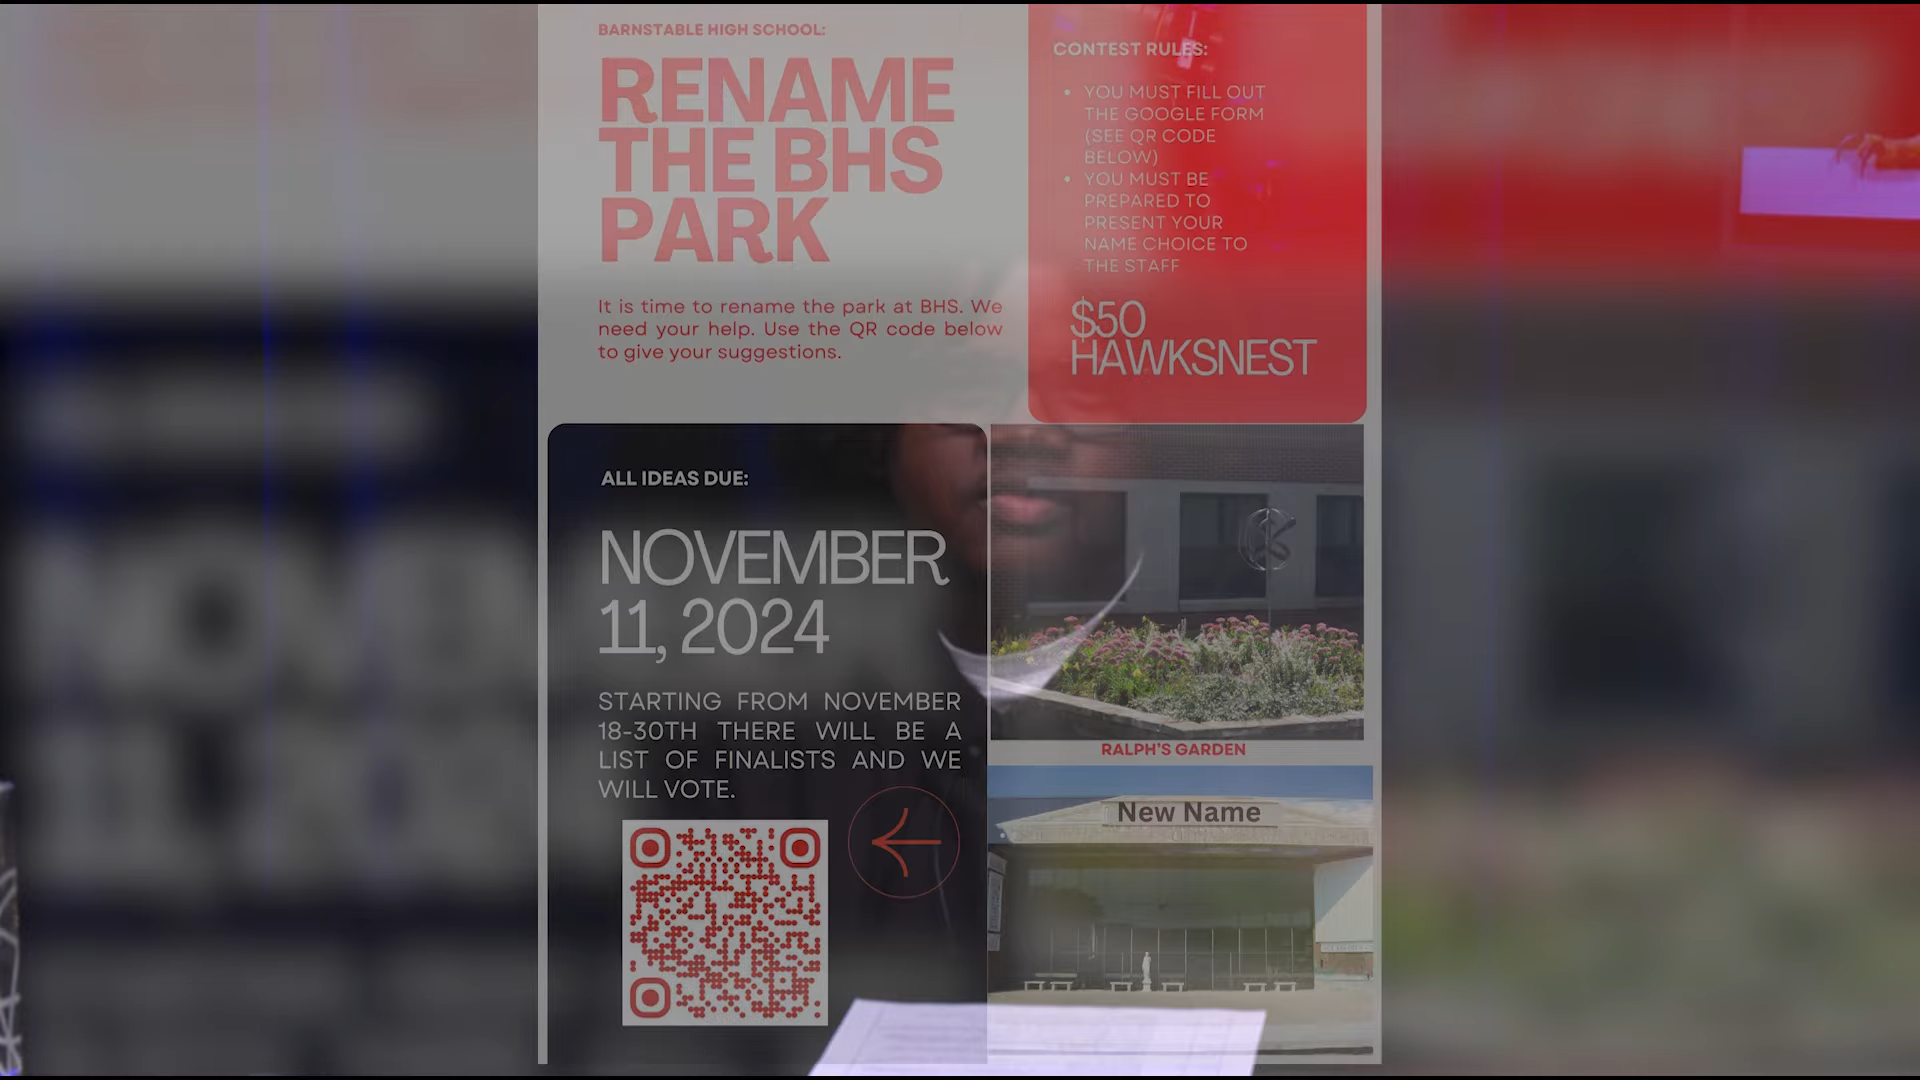 BARNSTABLE HIGH SCHOOL:
RENAME
THE BHS
PARK
It is time to rename the park at BHS. We
need your help. Use the QR code below
to give your suggestions.
CONTEST RULES:
• YOU MUST FILL OUT
THE GOOGLE FORM
(SEE QR CODE
BELOW)
• YOU MUST BE
PREPARED TO
PRESENT YOUR
NAME CHOICE TO
THE STAFF
$50
HAWKSNEST
ALL IDEAS DUE:
NOVEMBER
11, 2024
STARTING FROM NOVEMBER
18-30TH THERE WILL BE A
LIST OF FINALISTS AND WE
WILL VOTE.
RALPH'S GARDEN
New Name